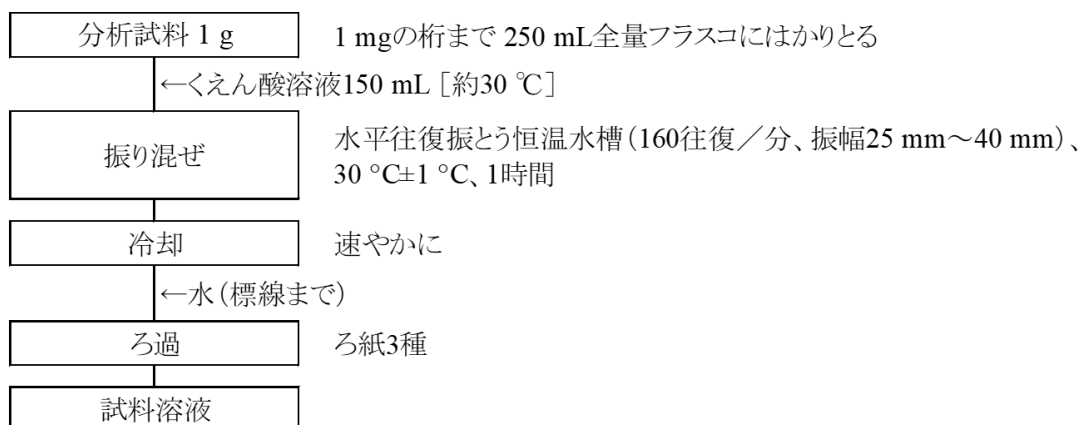 分析試料 1 g
1 mgの桁まで 250 mL全量フラスコにはかりとる
←くえん酸溶液150 mL［約30 ℃］
振り混ぜ
水平往復振とう恒温水槽（160往復／分、振幅25 mm～40 mm）、
30 °C±1 °C、1時間
冷却
速やかに
←水（標線まで）
ろ過
ろ紙3種
試料溶液